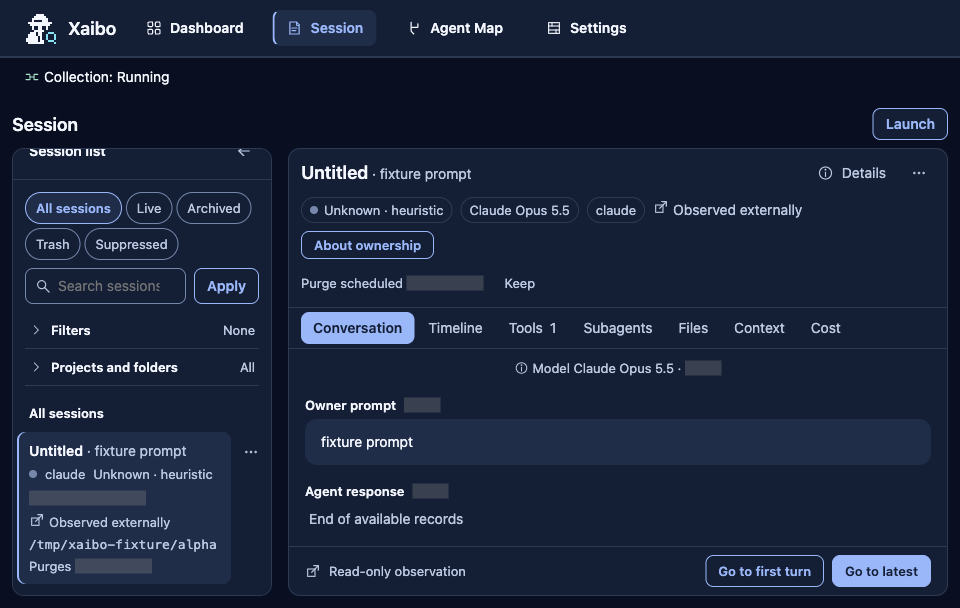 Xaibo Dashboard Session Agent Map Settings
Collection: Running
Session
Launch
Session list
All sessions Live Archived
Trash Suppressed
Search sessions Apply
Filters None
Projects and folders All
All sessions
Untitled · fixture prompt
claude Unknown · heuristic
Observed externally
/tmp/xaibo-fixture/alpha
Purges
Untitled · fixture prompt Details
Unknown · heuristic Claude Opus 5.5 claude Observed externally
About ownership
Purge scheduled Keep
Conversation Timeline Tools 1 Subagents Files Context Cost
Model Claude Opus 5.5 ·
Owner prompt
fixture prompt
Agent response
End of available records
Read-only observation Go to first turn Go to latest